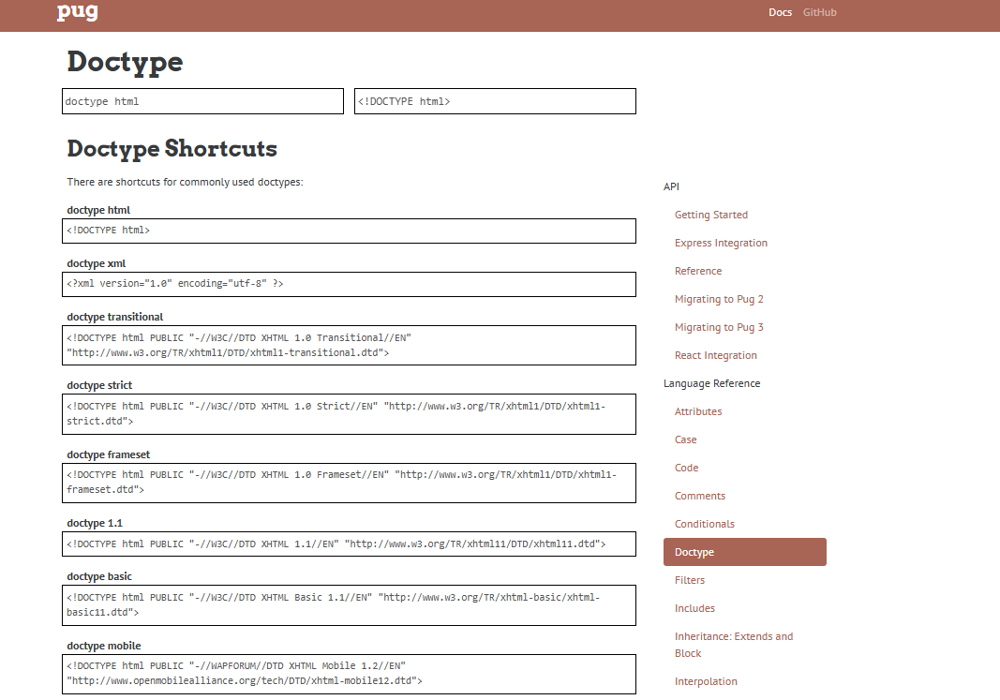 pug
Docs GitHub
Doctype
doctype html
<!DOCTYPE html>
Doctype Shortcuts
There are shortcuts for commonly used doctypes:
doctype html
<!DOCTYPE html>
doctype xml
<?xml version="1.0" encoding="utf-8" ?>
doctype transitional
<!DOCTYPE html PUBLIC "-//W3C//DTD XHTML 1.0 Transitional//EN"
"http://www.w3.org/TR/xhtml1/DTD/xhtml1-transitional.dtd">
doctype strict
<!DOCTYPE html PUBLIC "-//W3C//DTD XHTML 1.0 Strict//EN" "http://www.w3.org/TR/xhtml1/DTD/xhtml1-
strict.dtd">
doctype frameset
<!DOCTYPE html PUBLIC "-//W3C//DTD XHTML 1.0 Frameset//EN" "http://www.w3.org/TR/xhtml1/DTD/xhtml1-
frameset.dtd">
doctype 1.1
<!DOCTYPE html PUBLIC "-//W3C//DTD XHTML 1.1//EN" "http://www.w3.org/TR/xhtml11/DTD/xhtml11.dtd">
doctype basic
<!DOCTYPE html PUBLIC "-//W3C//DTD XHTML Basic 1.1//EN" "http://www.w3.org/TR/xhtml-basic/xhtml-
basic11.dtd">
doctype mobile
<!DOCTYPE html PUBLIC "-//WAPFORUM//DTD XHTML Mobile 1.2//EN"
"http://www.openmobilealliance.org/tech/DTD/xhtml-mobile12.dtd">
API
Getting Started
Express Integration
Reference
Migrating to Pug 2
Migrating to Pug 3
React Integration
Language Reference
Attributes
Case
Code
Comments
Conditionals
Doctype
Filters
Includes
Inheritance: Extends and
Block
Interpolation